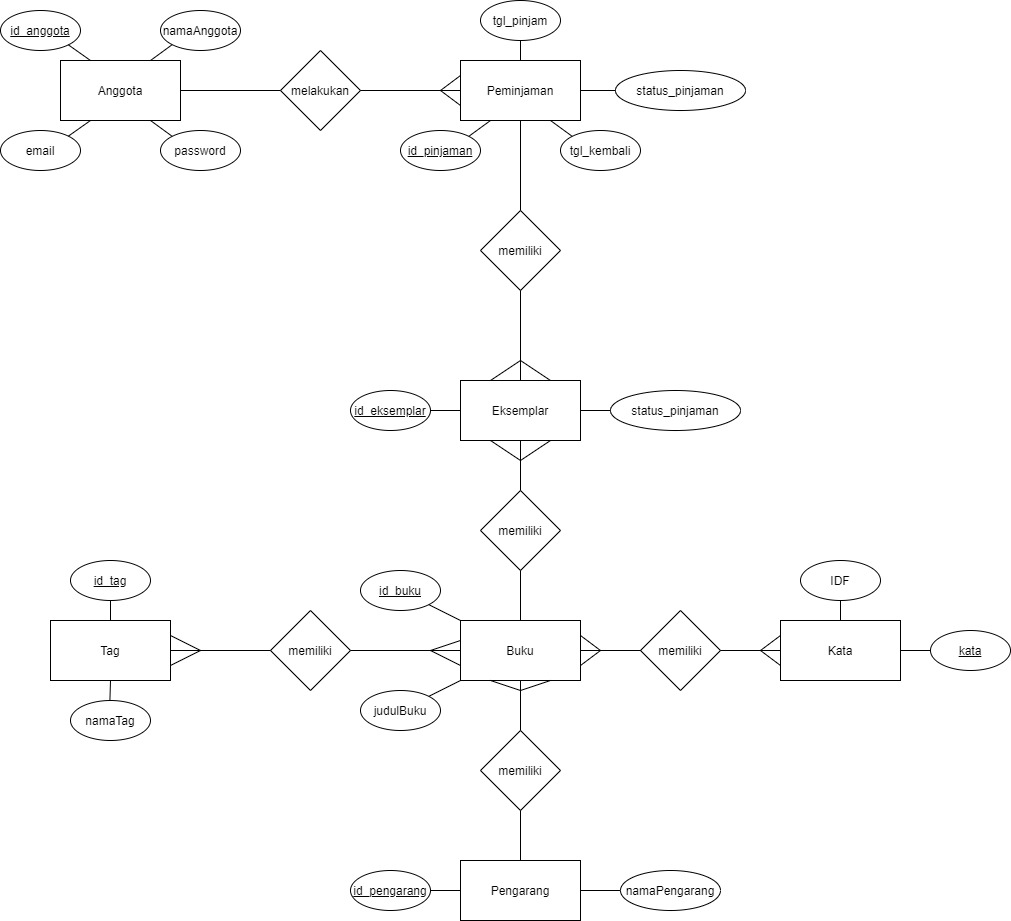 tgl_pinjam
id_anggota
namaAnggota
Anggota
melakukan
Peminjaman
status_pinjaman
email
password
id_pinjaman
tgl_kembali
memiliki
id_eksemplar
Eksemplar
status_pinjaman
memiliki
id_tag
id_buku
IDF
Tag
memiliki
Buku
memiliki
Kata
kata
namaTag
judulBuku
memiliki
id_pengarang
Pengarang
namaPengarang